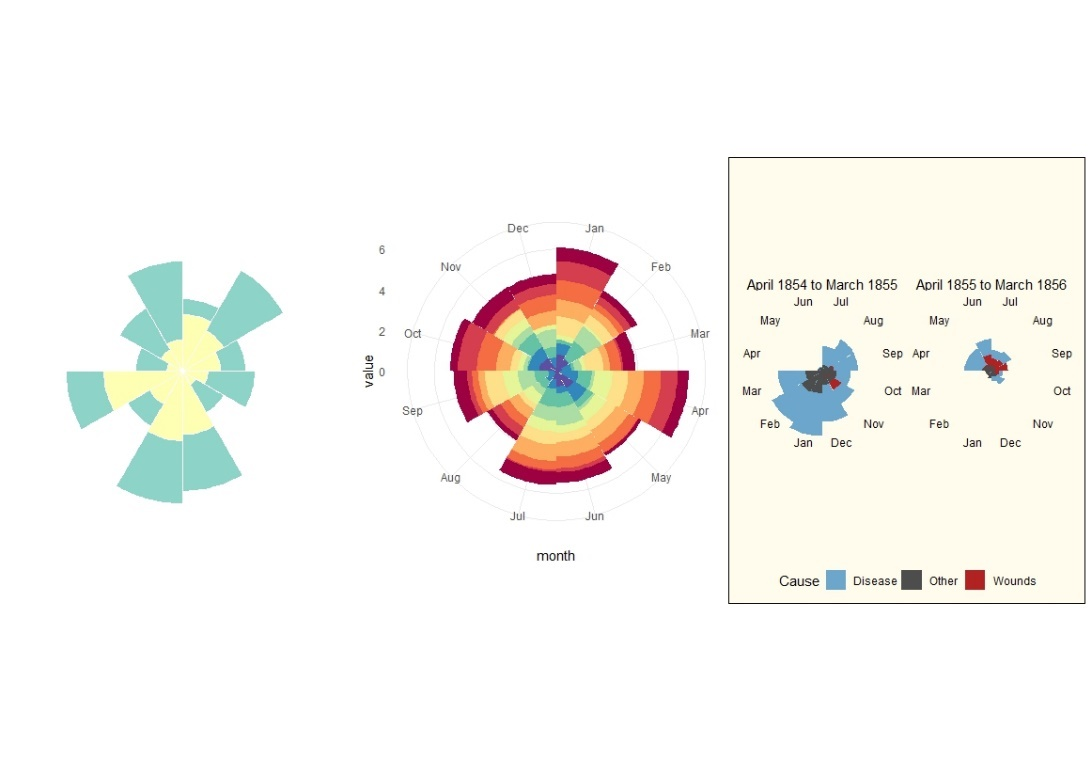 Dec Jan
Nov Feb
Oct Mar
Sep Apr
Aug May
Jul Jun
6
4
2
0
value
month
April 1854 to March 1855
Jun Jul
May Aug
Apr Sep
Mar Oct
Feb Nov
Jan Dec
April 1855 to March 1856
Jun Jul
May Aug
Apr Sep
Mar Oct
Feb Nov
Jan Dec
Cause Disease Other Wounds